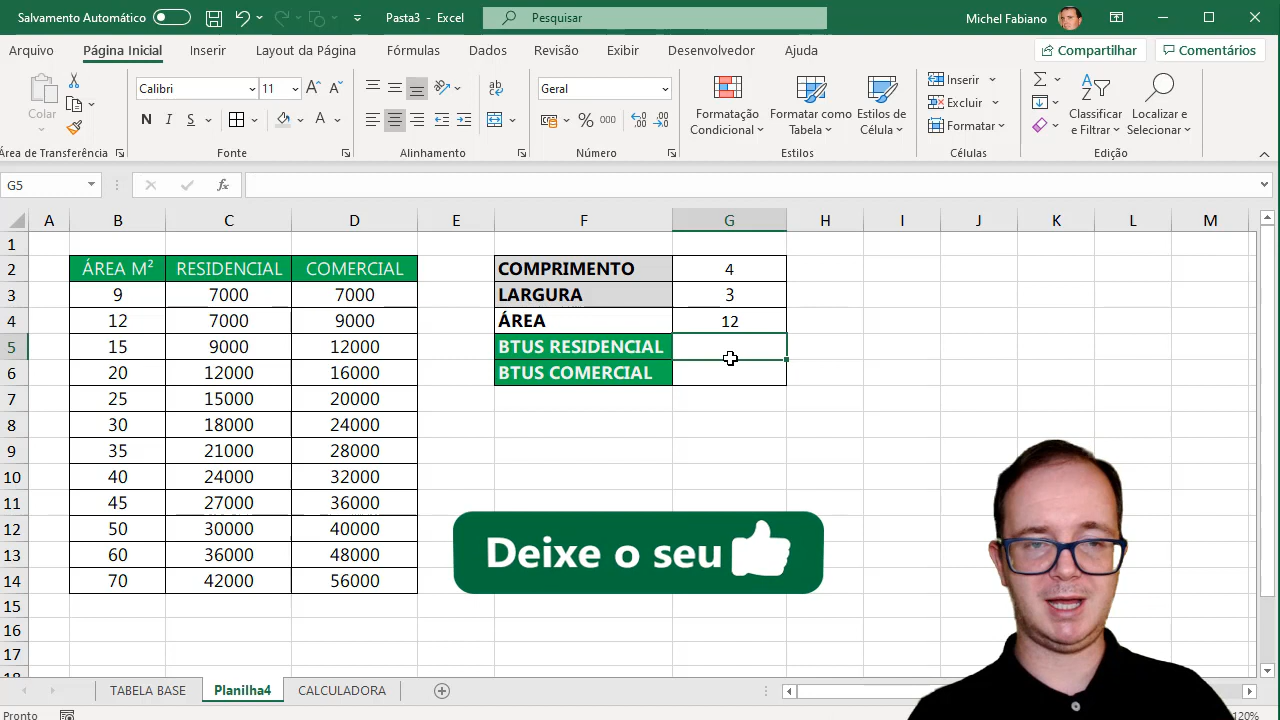 Salvamento Automático
Pasta3 - Excel
Pesquisar
Michel Fabiano
Arquivo
Página Inicial
Inserir
Layout da Página
Fórmulas
Dados
Revisão
Exibir
Desenvolvedor
Ajuda
Compartilhar
Comentários
Colar
Calibri
11
N I S
Geral
% 000
Formatação
Condicional
Formatar como
Tabela
Estilos de
Célula
Inserir
Excluir
Formatar
Classificar
e Filtrar
Localizar e
Selecionar
Área de Transferência
Fonte
Alinhamento
Número
Estilos
Células
Edição
G5
fx
A B C D E F G H I J K L M
1
2 ÁREA M² RESIDENCIAL COMERCIAL COMPRIMENTO 4
3 9 7000 7000 LARGURA 3
4 12 7000 9000 ÁREA 12
5 15 9000 12000 BTUS RESIDENCIAL
6 20 12000 16000 BTUS COMERCIAL
7 25 15000 20000
8 30 18000 24000
9 35 21000 28000
10 40 24000 32000
11 45 27000 36000
12 50 30000 40000
13 60 36000 48000
14 70 42000 56000
15
16
17
Deixe o seu
TABELA BASE
Planilha4
CALCULADORA
Pronto
120%